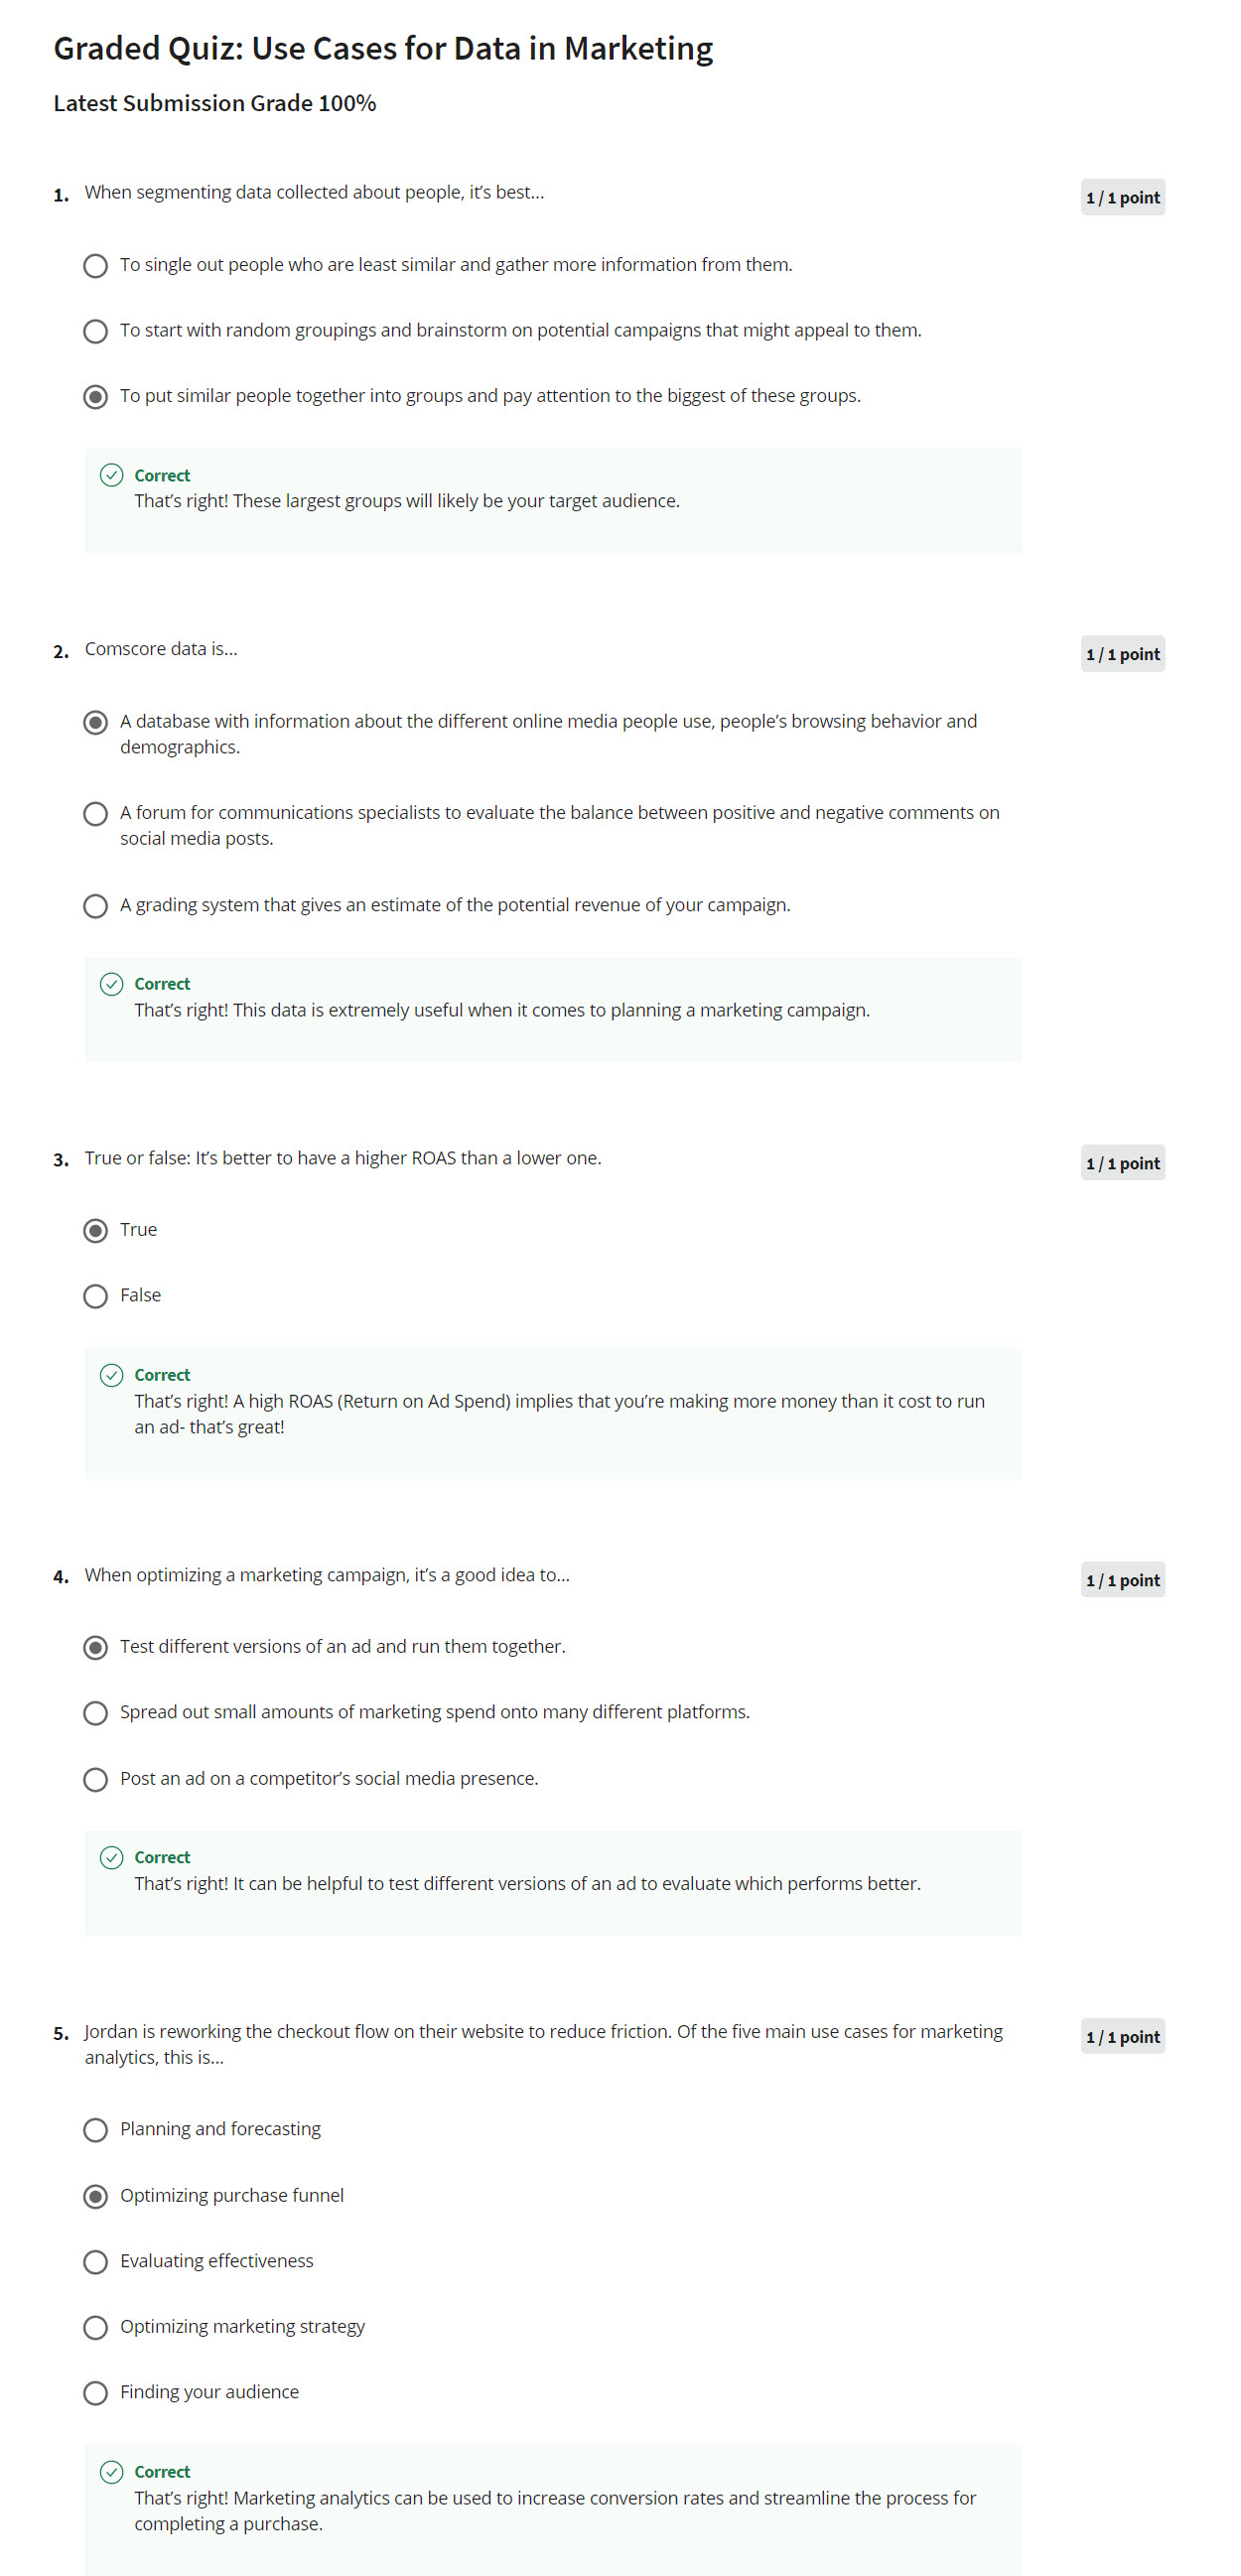 Graded Quiz: Use Cases for Data in Marketing
Latest Submission Grade 100%
1. When segmenting data collected about people, it's best... 1 / 1 point
To single out people who are least similar and gather more information from them.
To start with random groupings and brainstorm on potential campaigns that might appeal to them.
To put similar people together into groups and pay attention to the biggest of these groups.
Correct
That's right! These largest groups will likely be your target audience.
2. Comscore data is... 1 / 1 point
A database with information about the different online media people use, people's browsing behavior and
demographics.
A forum for communications specialists to evaluate the balance between positive and negative comments on
social media posts.
A grading system that gives an estimate of the potential revenue of your campaign.
Correct
That's right! This data is extremely useful when it comes to planning a marketing campaign.
3. True or false: It's better to have a higher ROAS than a lower one. 1 / 1 point
True
False
Correct
That's right! A high ROAS (Return on Ad Spend) implies that you're making more money than it cost to run
an ad- that's great!
4. When optimizing a marketing campaign, it's a good idea to... 1 / 1 point
Test different versions of an ad and run them together.
Spread out small amounts of marketing spend onto many different platforms.
Post an ad on a competitor's social media presence.
Correct
That's right! It can be helpful to test different versions of an ad to evaluate which performs better.
5. Jordan is reworking the checkout flow on their website to reduce friction. Of the five main use cases for marketing 1 / 1 point
analytics, this is...
Planning and forecasting
Optimizing purchase funnel
Evaluating effectiveness
Optimizing marketing strategy
Finding your audience
Correct
That's right! Marketing analytics can be used to increase conversion rates and streamline the process for
completing a purchase.